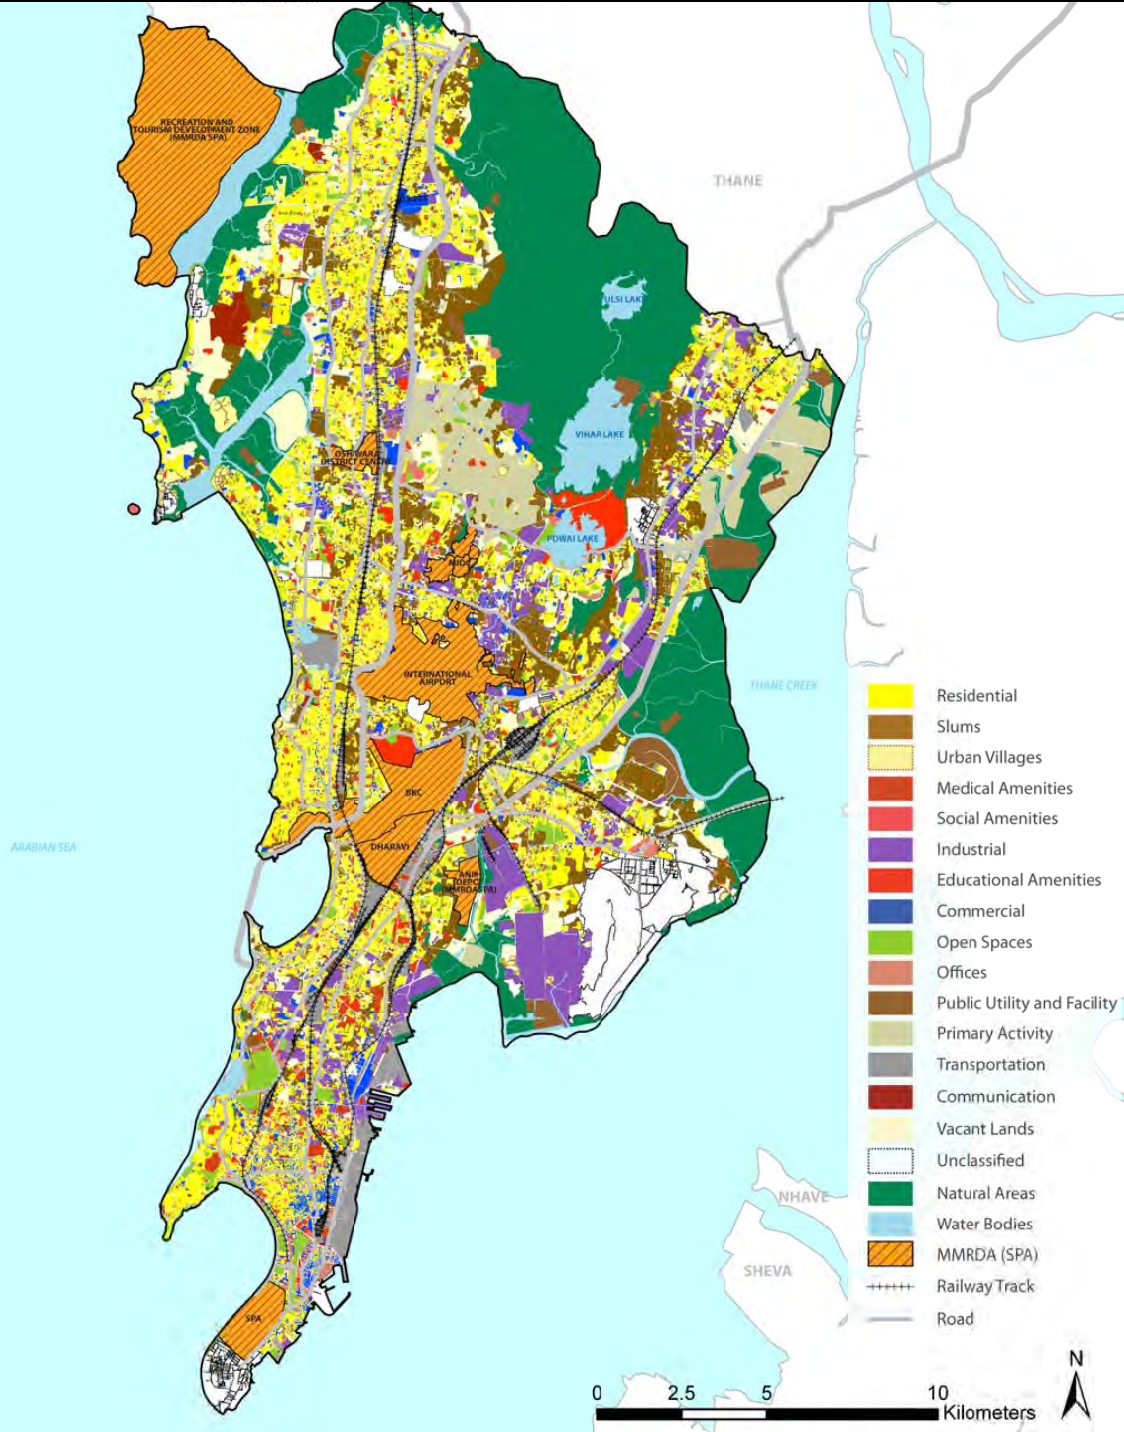 RECREATION AND
TOURISM DEVELOPMENT ZONE
(MMRDA SPA)
THANE
TULSI LAKE
VIHAR LAKE
OSHIWARA
DISTRICT CENTRE
POWAI LAKE
MIDC
INTERNATIONAL
AIRPORT
THANE CREEK
BKC
DHARAVI
ARABIAN SEA
(MMRDA SPA)
NHAVE
SHEVA
SPA
Residential
Slums
Urban Villages
Medical Amenities
Social Amenities
Industrial
Educational Amenities
Commercial
Open Spaces
Offices
Public Utility and Facility
Primary Activity
Transportation
Communication
Vacant Lands
Unclassified
Natural Areas
Water Bodies
MMRDA (SPA)
Railway Track
Road
N
0 2.5 5 10
Kilometers